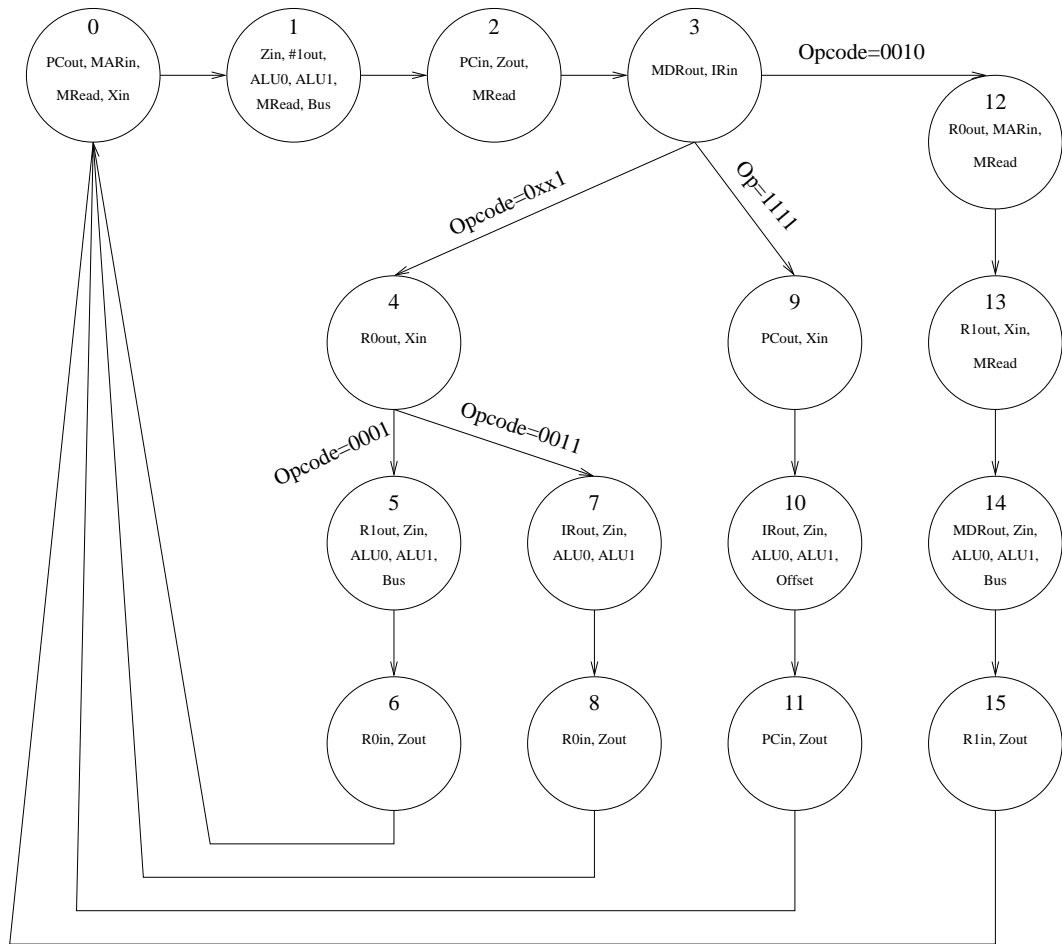 0
PCout, MARin,
MRead, Xin
1
Zin, #1out,
ALU0, ALU1,
MRead, Bus
2
PCin, Zout,
MRead
3
MDRout, IRin
Opcode=0010
12
R0out, MARin,
MRead
Opcode=0xx1
Op=1111
4
R0out, Xin
9
PCout, Xin
13
R1out, Xin,
MRead
Opcode=0001
Opcode=0011
5
R1out, Zin,
ALU0, ALU1,
Bus
7
IRout, Zin,
ALU0, ALU1
10
IRout, Zin,
ALU0, ALU1,
Offset
14
MDRout, Zin,
ALU0, ALU1,
Bus
6
R0in, Zout
8
R0in, Zout
11
PCin, Zout
15
R1in, Zout